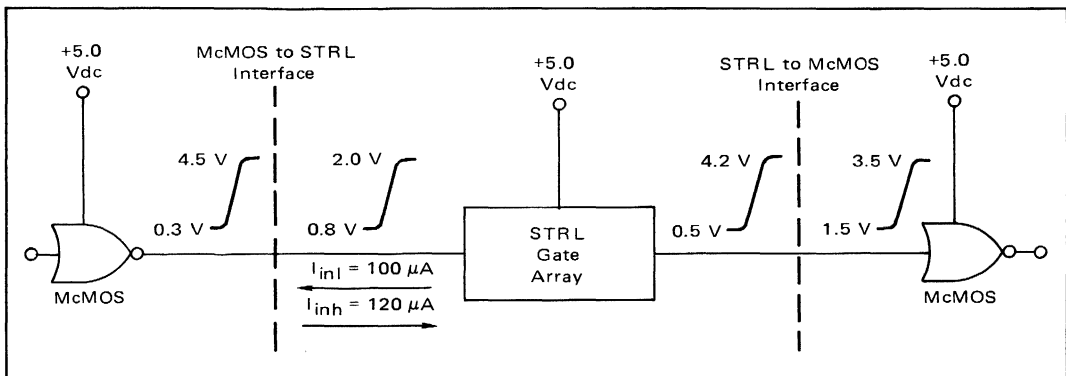 +5.0
Vdc
McMOS to STRL
Interface
+5.0
Vdc
STRL to McMOS
Interface
+5.0
Vdc
4.5 V
0.3 V
2.0 V
0.8 V
4.2 V
0.5 V
3.5 V
1.5 V
McMOS
I_inl = 100 μA
I_inh = 120 μA
STRL
Gate
Array
McMOS